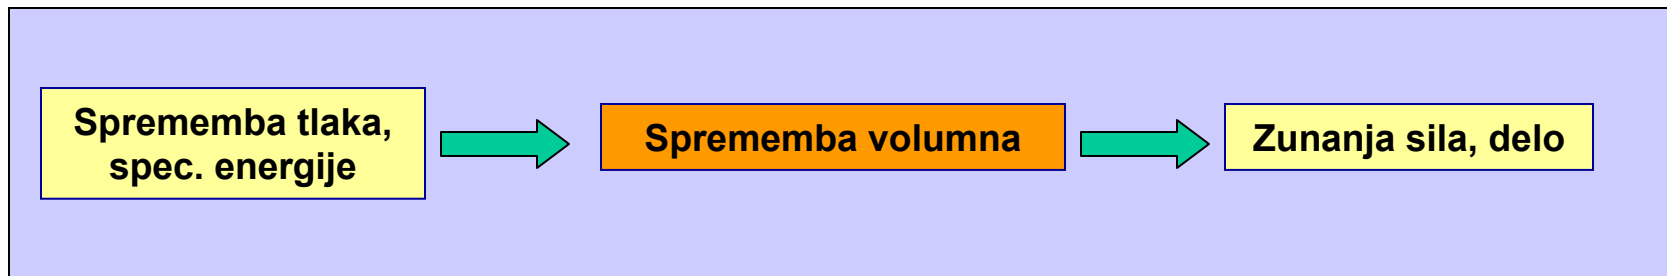 Sprememba tlaka,
spec. energije
Sprememba volumna
Zunanja sila, delo